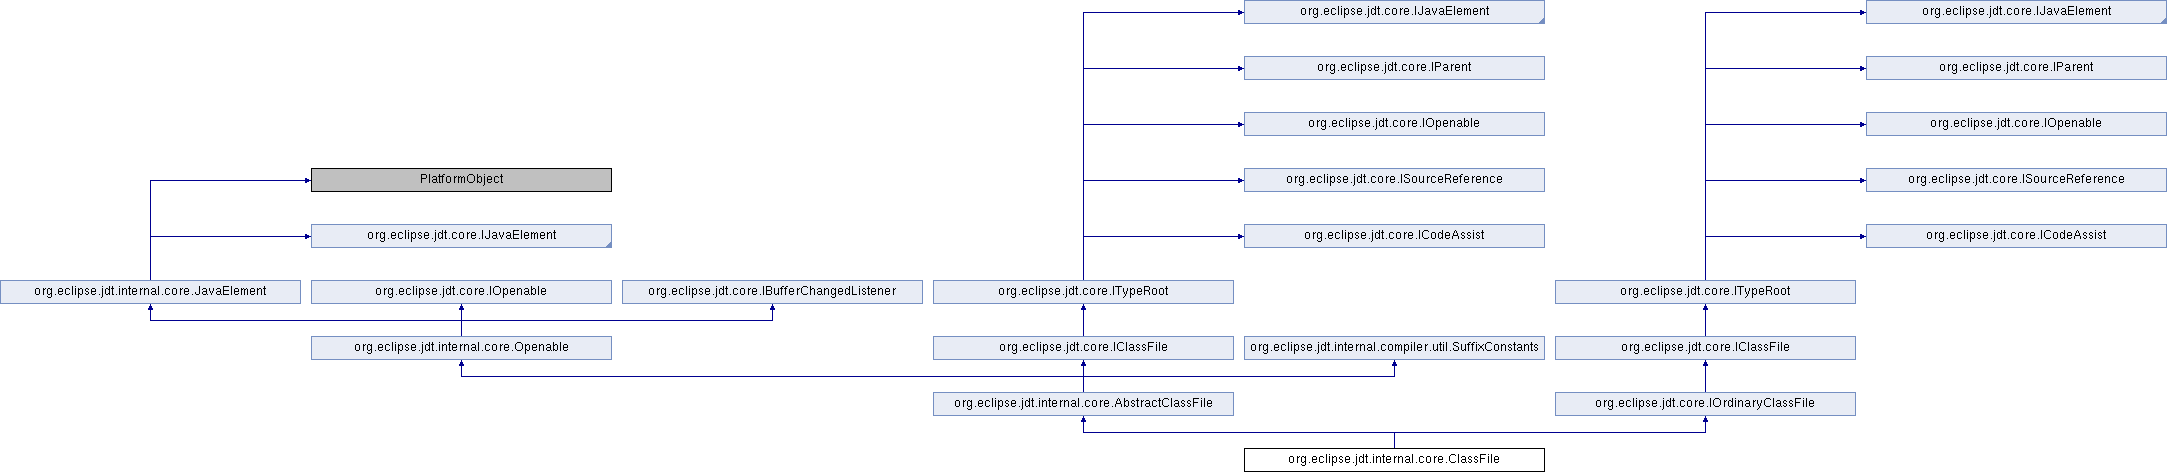 org.eclipse.jdt.core.IJavaElement
org.eclipse.jdt.core.IJavaElement
org.eclipse.jdt.core.IParent
org.eclipse.jdt.core.IParent
org.eclipse.jdt.core.IOpenable
org.eclipse.jdt.core.IOpenable
PlatformObject
org.eclipse.jdt.core.ISourceReference
org.eclipse.jdt.core.ISourceReference
org.eclipse.jdt.core.IJavaElement
org.eclipse.jdt.core.ICodeAssist
org.eclipse.jdt.core.ICodeAssist
org.eclipse.jdt.internal.core.JavaElement
org.eclipse.jdt.core.IOpenable
org.eclipse.jdt.core.IBufferChangedListener
org.eclipse.jdt.core.ITypeRoot
org.eclipse.jdt.core.ITypeRoot
org.eclipse.jdt.internal.core.Openable
org.eclipse.jdt.core.IClassFile
org.eclipse.jdt.internal.compiler.util.SuffixConstants
org.eclipse.jdt.core.IClassFile
org.eclipse.jdt.internal.core.AbstractClassFile
org.eclipse.jdt.core.IOrdinaryClassFile
org.eclipse.jdt.internal.core.ClassFile